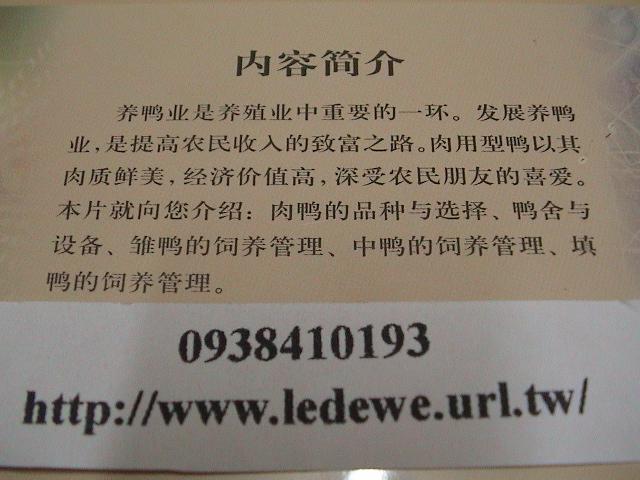 内容简介
养鸭业是养殖业中重要的一环。发展养鸭
业，是提高农民收入的致富之路。肉用型鸭以其
肉质鲜美，经济价值高，深受农民朋友的喜爱。
本片就向您介绍：肉鸭的品种与选择、鸭舍与
设备、雏鸭的饲养管理、中鸭的饲养管理、填
鸭的饲养管理。
0938410193
http://www.ledewe.url.tw/